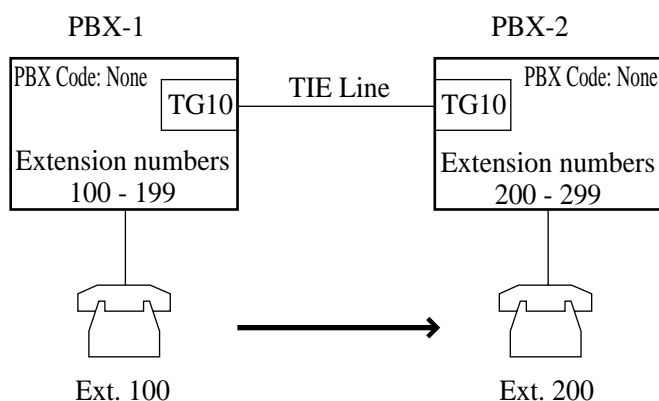 PBX-1
PBX-2
PBX Code: None
PBX Code: None
TG10
TIE Line
TG10
Extension numbers
100 - 199
Extension numbers
200 - 299
Ext. 100
Ext. 200